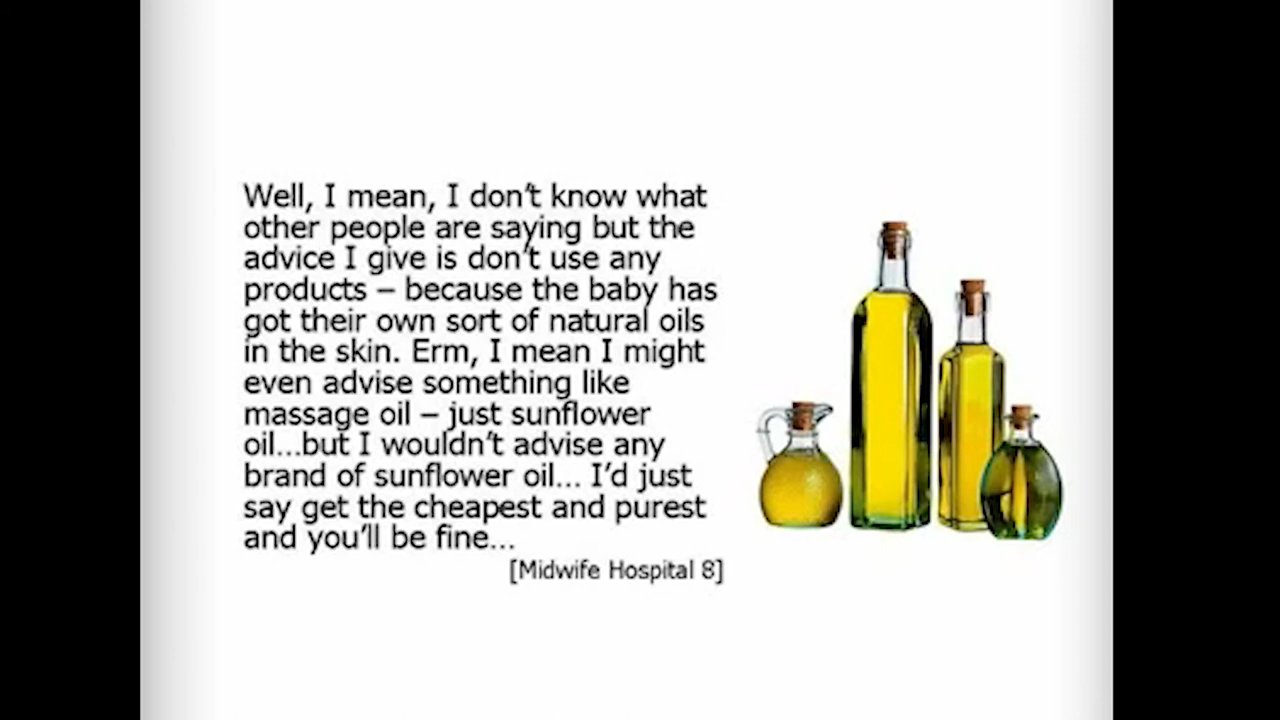 Well, I mean, I don’t know what
other people are saying but the
advice I give is don’t use any
products – because the baby has
got their own sort of natural oils
in the skin. Erm, I mean I might
even advise something like
massage oil – just sunflower
oil...but I wouldn’t advise any
brand of sunflower oil... I’d just
say get the cheapest and purest
and you’ll be fine...
[Midwife Hospital 8]